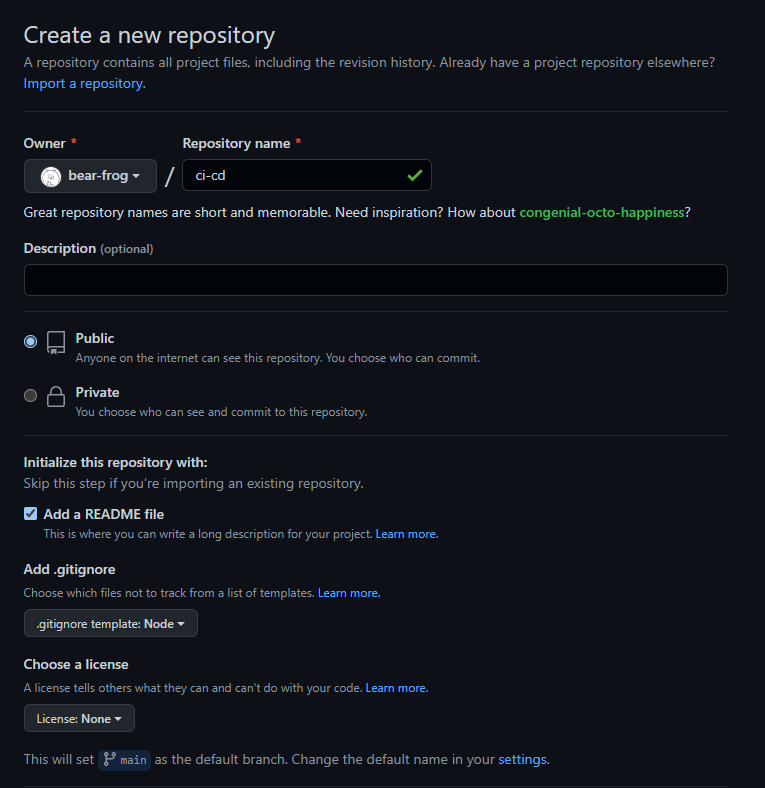 Create a new repository
A repository contains all project files, including the revision history. Already have a project repository elsewhere?
Import a repository.
Owner *
Repository name *
bear-frog / ci-cd
Great repository names are short and memorable. Need inspiration? How about congenial-octo-happiness?
Description (optional)
Public
Anyone on the internet can see this repository. You choose who can commit.
Private
You choose who can see and commit to this repository.
Initialize this repository with:
Skip this step if you’re importing an existing repository.
Add a README file
This is where you can write a long description for your project. Learn more.
Add .gitignore
Choose which files not to track from a list of templates. Learn more.
.gitignore template: Node
Choose a license
A license tells others what they can and can't do with your code. Learn more.
License: None
This will set main as the default branch. Change the default name in your settings.